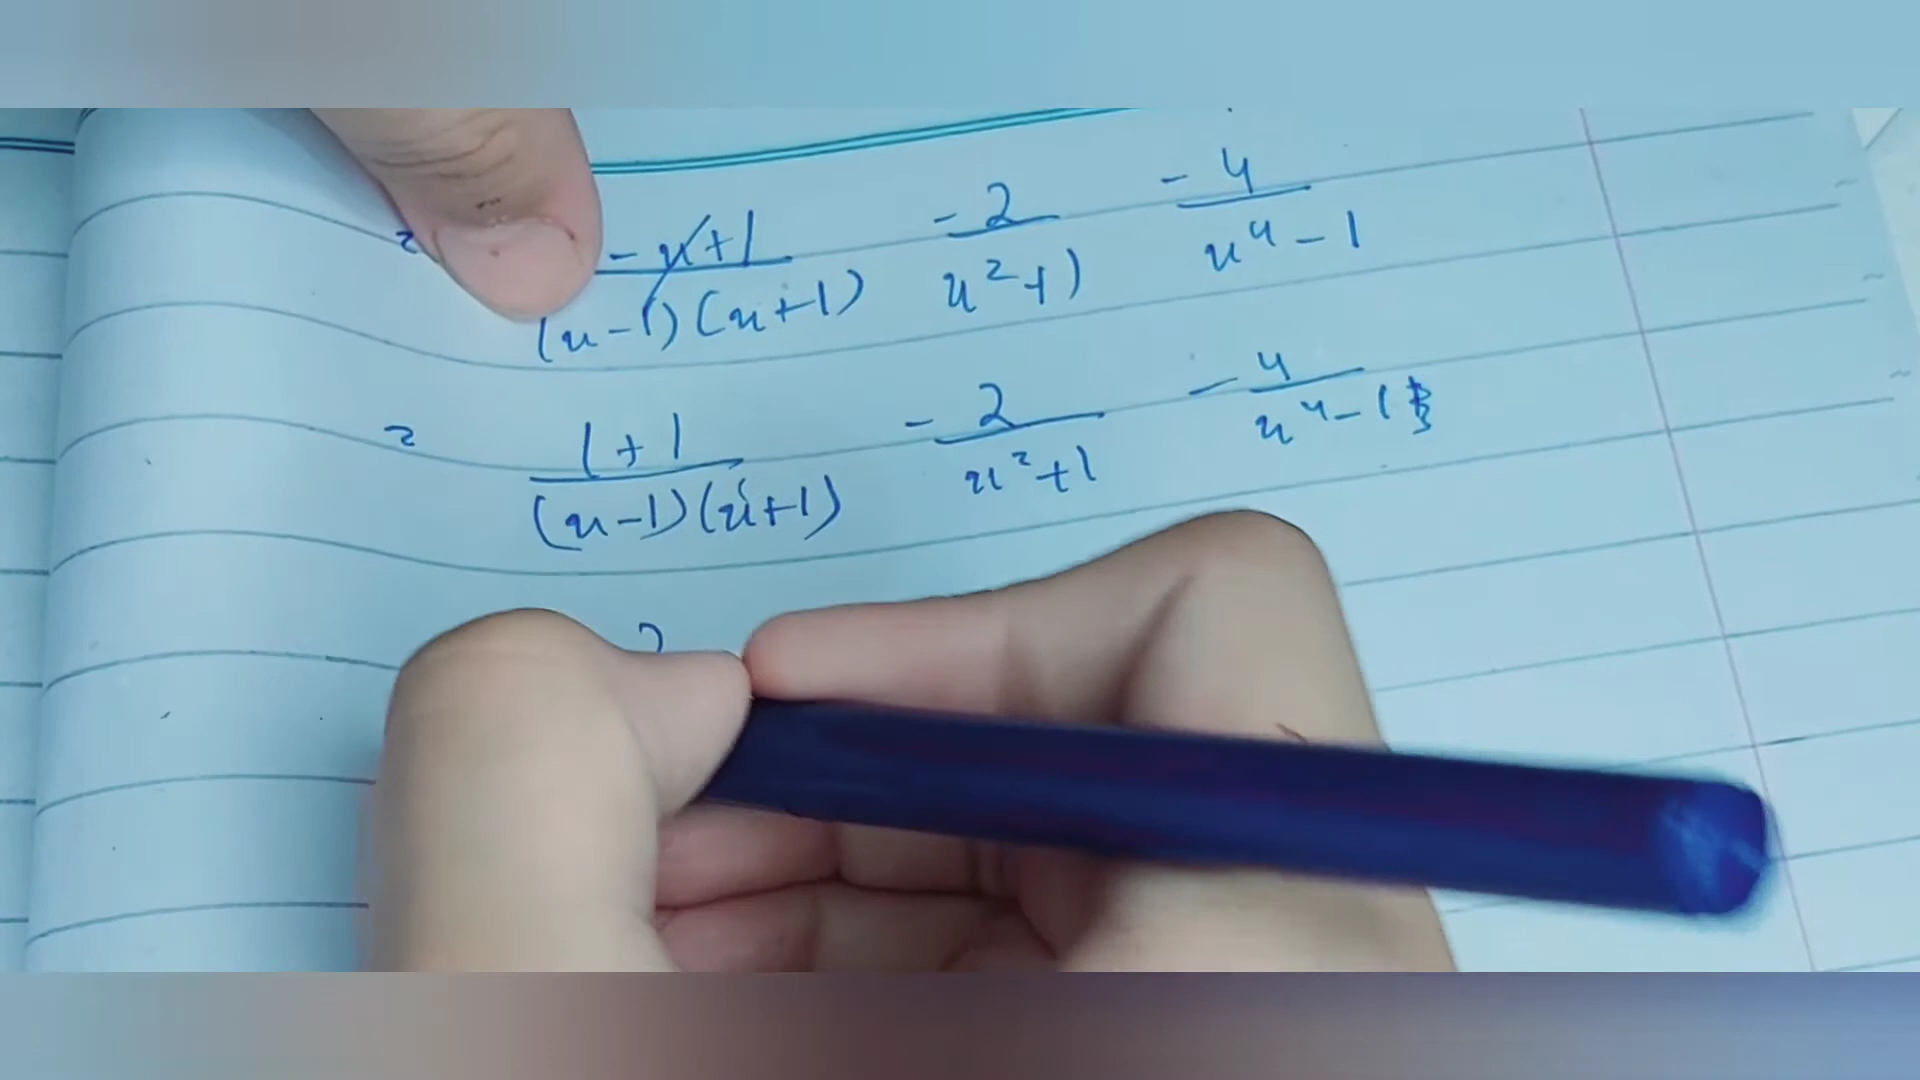 = - x + 1 / (x-1)(x+1) - 2 / x² + 1 - 4 / x⁴ - 1
= 1 + 1 / (x-1)(x+1) - 2 / x² + 1 - 4 / x⁴ - 1
2